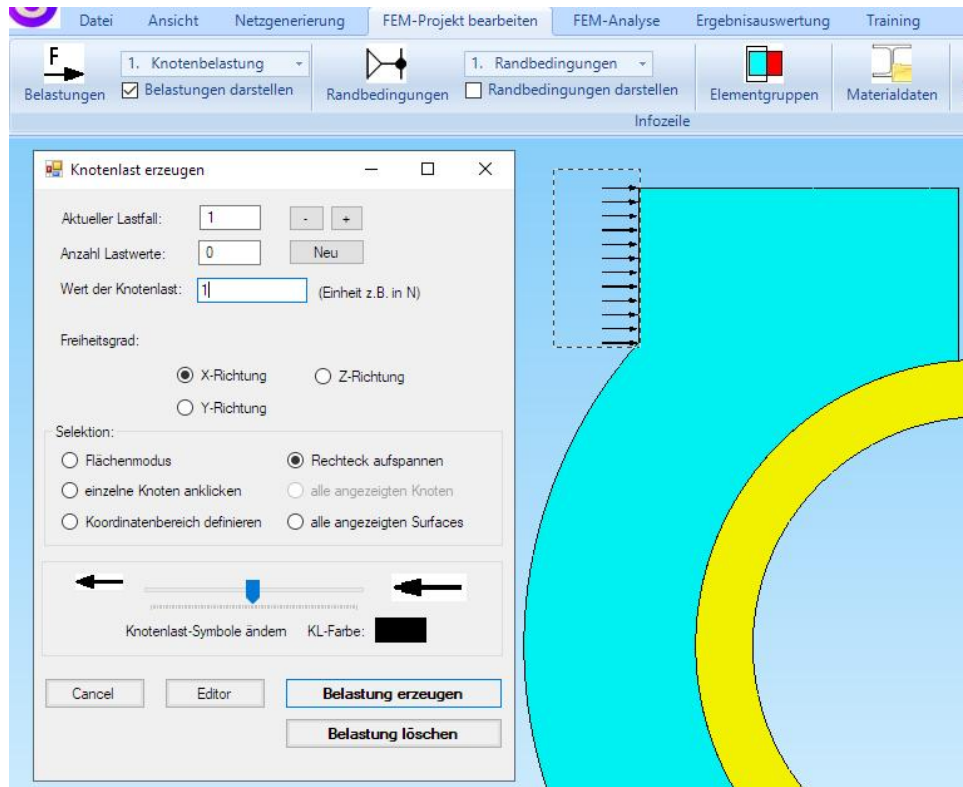 Datei Ansicht Netzgenerierung FEM-Projekt bearbeiten FEM-Analyse Ergebnisauswertung Training
F
1. Knotenbelastung
1. Randbedingungen
Belastungen
Belastungen darstellen
Randbedingungen
Randbedingungen darstellen
Elementgruppen
Materialdaten
Infozeile
Knotenlast erzeugen
Aktueller Lastfall: 1 - +
Anzahl Lastwerte: 0 Neu
Wert der Knotenlast: 1 (Einheit z.B. in N)
Freiheitsgrad:
X-Richtung Z-Richtung
Y-Richtung
Selektion:
Flächenmodus Rechteck aufspannen
einzelne Knoten anklicken alle angezeigten Knoten
Koordinatenbereich definieren alle angezeigten Surfaces
Knotenlast-Symbole ändern KL-Farbe:
Cancel Editor Belastung erzeugen
Belastung löschen